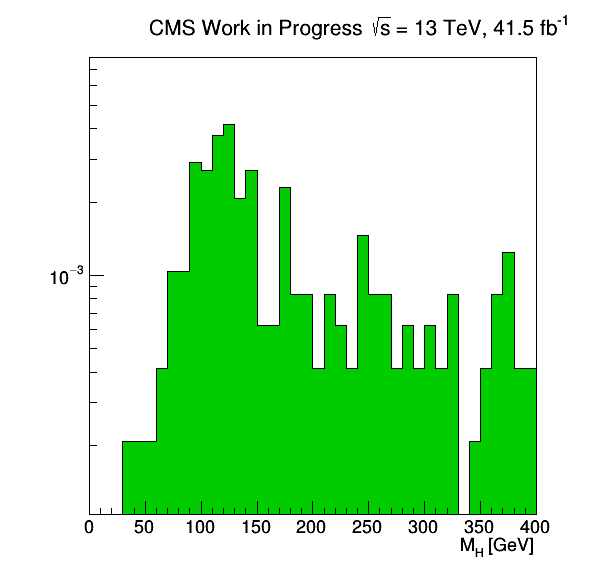 CMS Work in Progress √s = 13 TeV, 41.5 fb⁻¹
10⁻³
0 50 100 150 200 250 300 350 400
M_H [GeV]